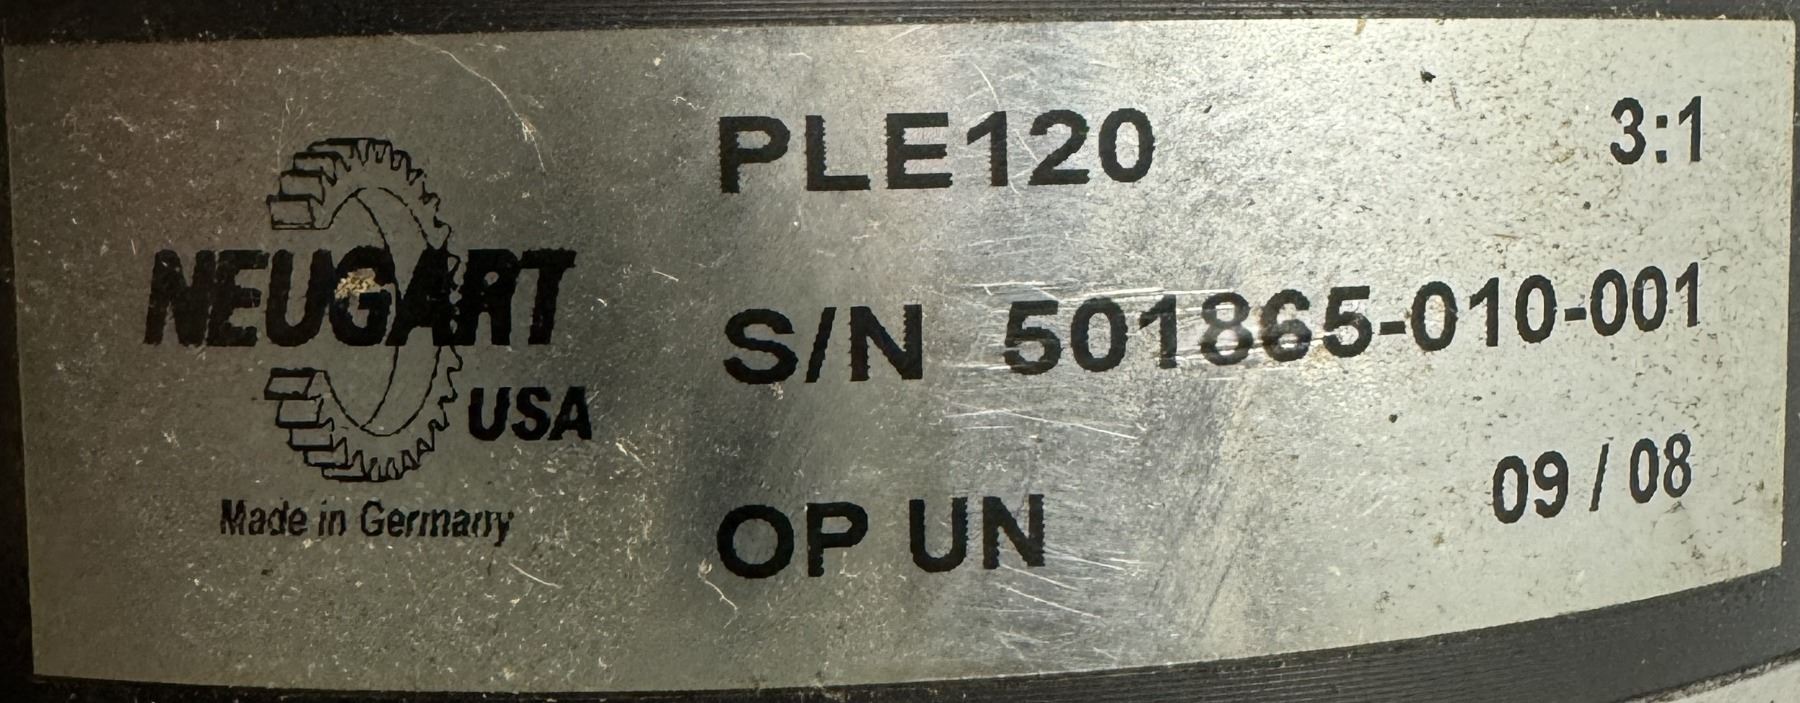 NEUGART
USA
Made in Germany
PLE120 3:1
S/N 501865-010-001
OP UN 09 / 08